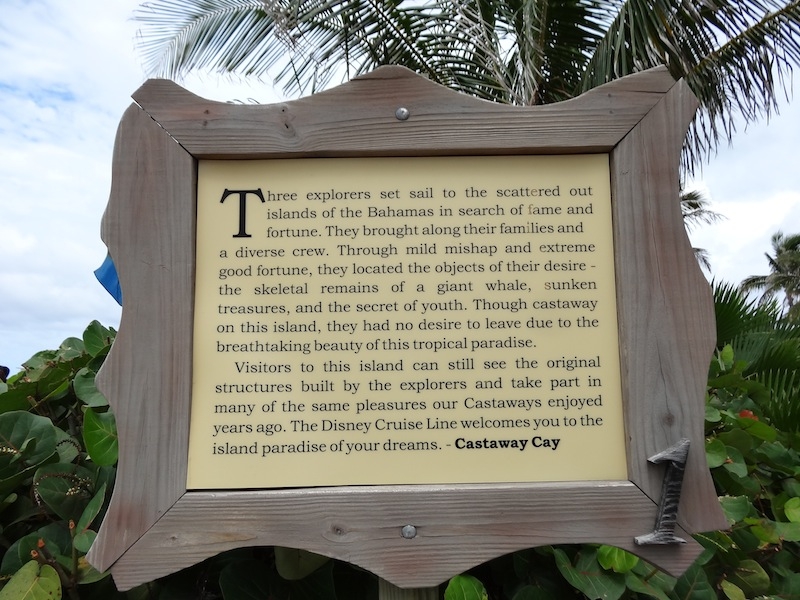 Three explorers set sail to the scattered out
islands of the Bahamas in search of fame and
fortune. They brought along their families and
a diverse crew. Through mild mishap and extreme
good fortune, they located the objects of their desire -
the skeletal remains of a giant whale, sunken
treasures, and the secret of youth. Though castaway
on this island, they had no desire to leave due to the
breathtaking beauty of this tropical paradise.
Visitors to this island can still see the original
structures built by the explorers and take part in
many of the same pleasures our Castaways enjoyed
years ago. The Disney Cruise Line welcomes you to the
island paradise of your dreams. - Castaway Cay
1